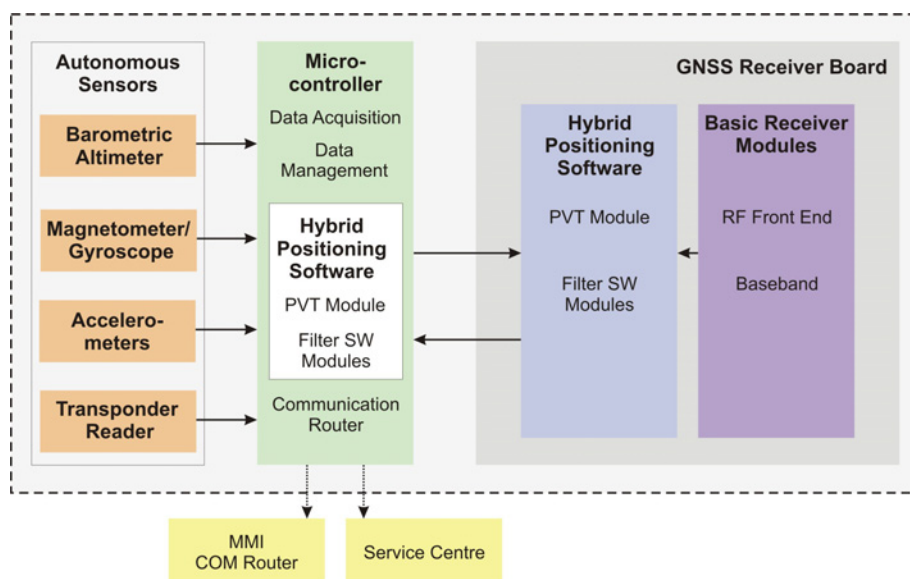 Autonomous
Sensors
Barometric
Altimeter
Magnetometer/
Gyroscope
Accelero-
meters
Transponder
Reader
Micro-
controller
Data Acquisition
Data
Management
Hybrid
Positioning
Software
PVT Module
Filter SW
Modules
Communication
Router
GNSS Receiver Board
Hybrid
Positioning
Software
PVT Module
Filter SW
Modules
Basic Receiver
Modules
RF Front End
Baseband
MMI
COM Router
Service Centre